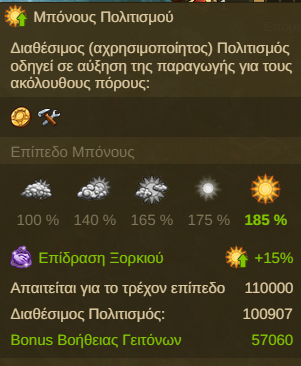 Μπόνους Πολιτισμού
Διαθέσιμος (αχρησιμοποίητος) Πολιτισμός
οδηγεί σε αύξηση της παραγωγής για τους
ακόλουθους πόρους:
Επίπεδο Μπόνους
100 % 140 % 165 % 175 % 185 %
Επίδραση Ξορκιού +15%
Απαιτείται για το τρέχον επίπεδο 110000
Διαθέσιμος Πολιτισμός: 100907
Bonus Βοήθειας Γειτόνων 57060